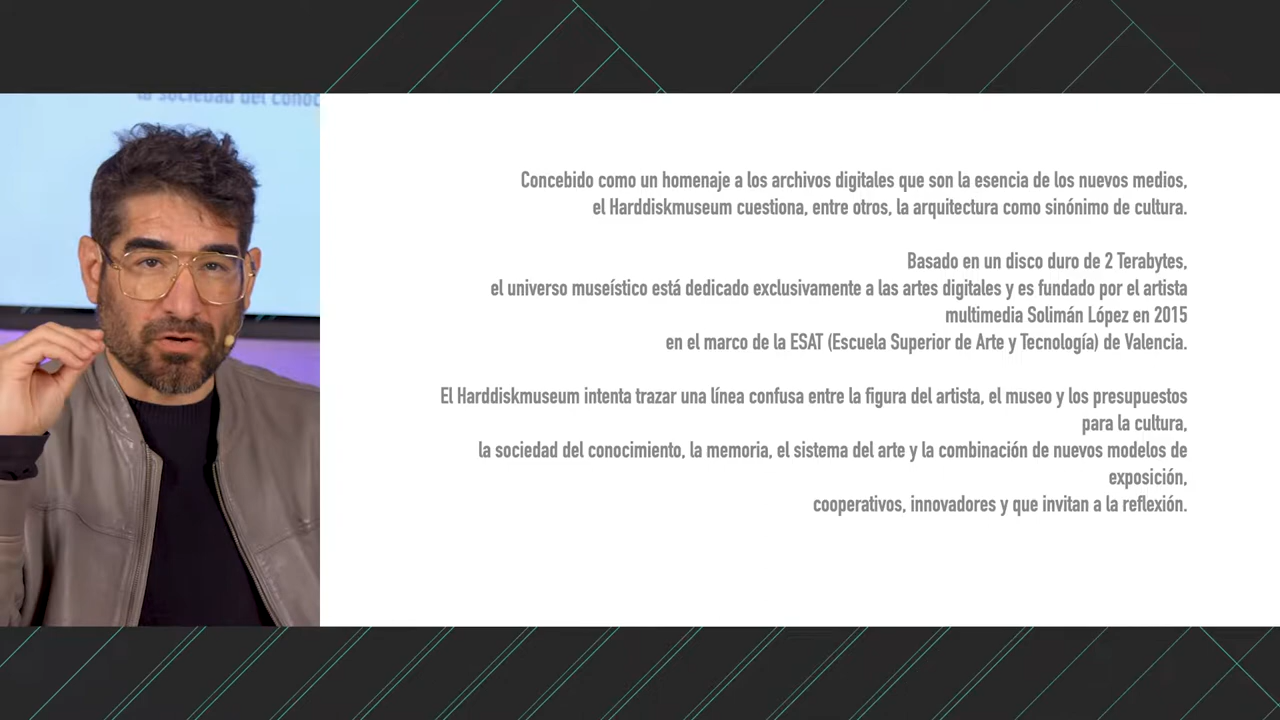 la sociedad del conoc
Concebido como un homenaje a los archivos digitales que son la esencia de los nuevos medios,
el Harddiskmuseum cuestiona, entre otros, la arquitectura como sinónimo de cultura.
Basado en un disco duro de 2 Terabytes,
el universo museístico está dedicado exclusivamente a las artes digitales y es fundado por el artista
multimedia Solimán López en 2015
en el marco de la ESAT (Escuela Superior de Arte y Tecnología) de Valencia.
El Harddiskmuseum intenta trazar una línea confusa entre la figura del artista, el museo y los presupuestos
para la cultura,
la sociedad del conocimiento, la memoria, el sistema del arte y la combinación de nuevos modelos de
exposición,
cooperativos, innovadores y que invitan a la reflexión.